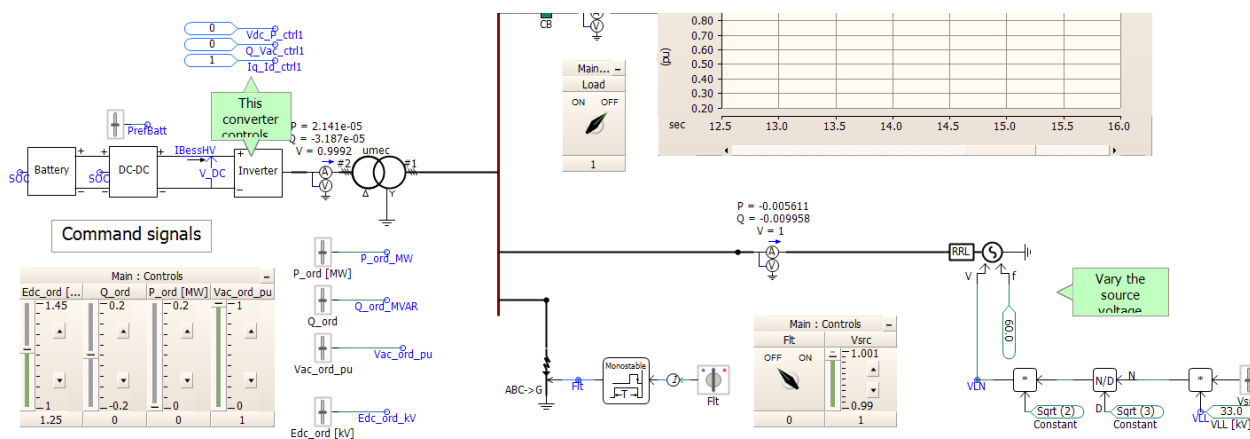 0
Vdc_P_ctrl1
0
Q_Vac_ctrl1
1
Iq_Id_ctrl1
This
converter
controls
PrefBatt
P = 2.141e-05
Q = -3.187e-05
V = 0.9992
SOC
Battery
+
+
SOC
DC-DC
+
IBessHV
V_DC
+
Inverter
A
V
#2
umec
#1
Command signals
Main : Controls
Edc_ord [...
Q_ord
P_ord [MW]
Vac_ord_pu
1.45
0.2
0.2
1
1
-0.2
0
0
1.25
0
0
1
P_ord_MW
P_ord [MW]
Q_ord_MVAR
Q_ord
Vac_ord_pu
Vac_ord_pu
Edc_ord_kV
Edc_ord [kV]
CB
A
V
Main...
Load
ON OFF
1
(pu)
0.80
0.70
0.60
0.50
0.40
0.30
0.20
sec
12.5 13.0 13.5 14.0 14.5 15.0 15.5 16.0
P = -0.005611
Q = -0.009958
V = 1
A
V
RRL
V
f
60.0
Vary the
source
voltage
ABC->G
Flt
Monostable
T
Flt
Main : Controls
Flt
Vsrc
OFF ON
1.001
0.99
0
1
VLN
*
N/D
N
D
*
Sqrt (2)
Constant
Sqrt (3)
Constant
VLL
33.0
VLL [kV]